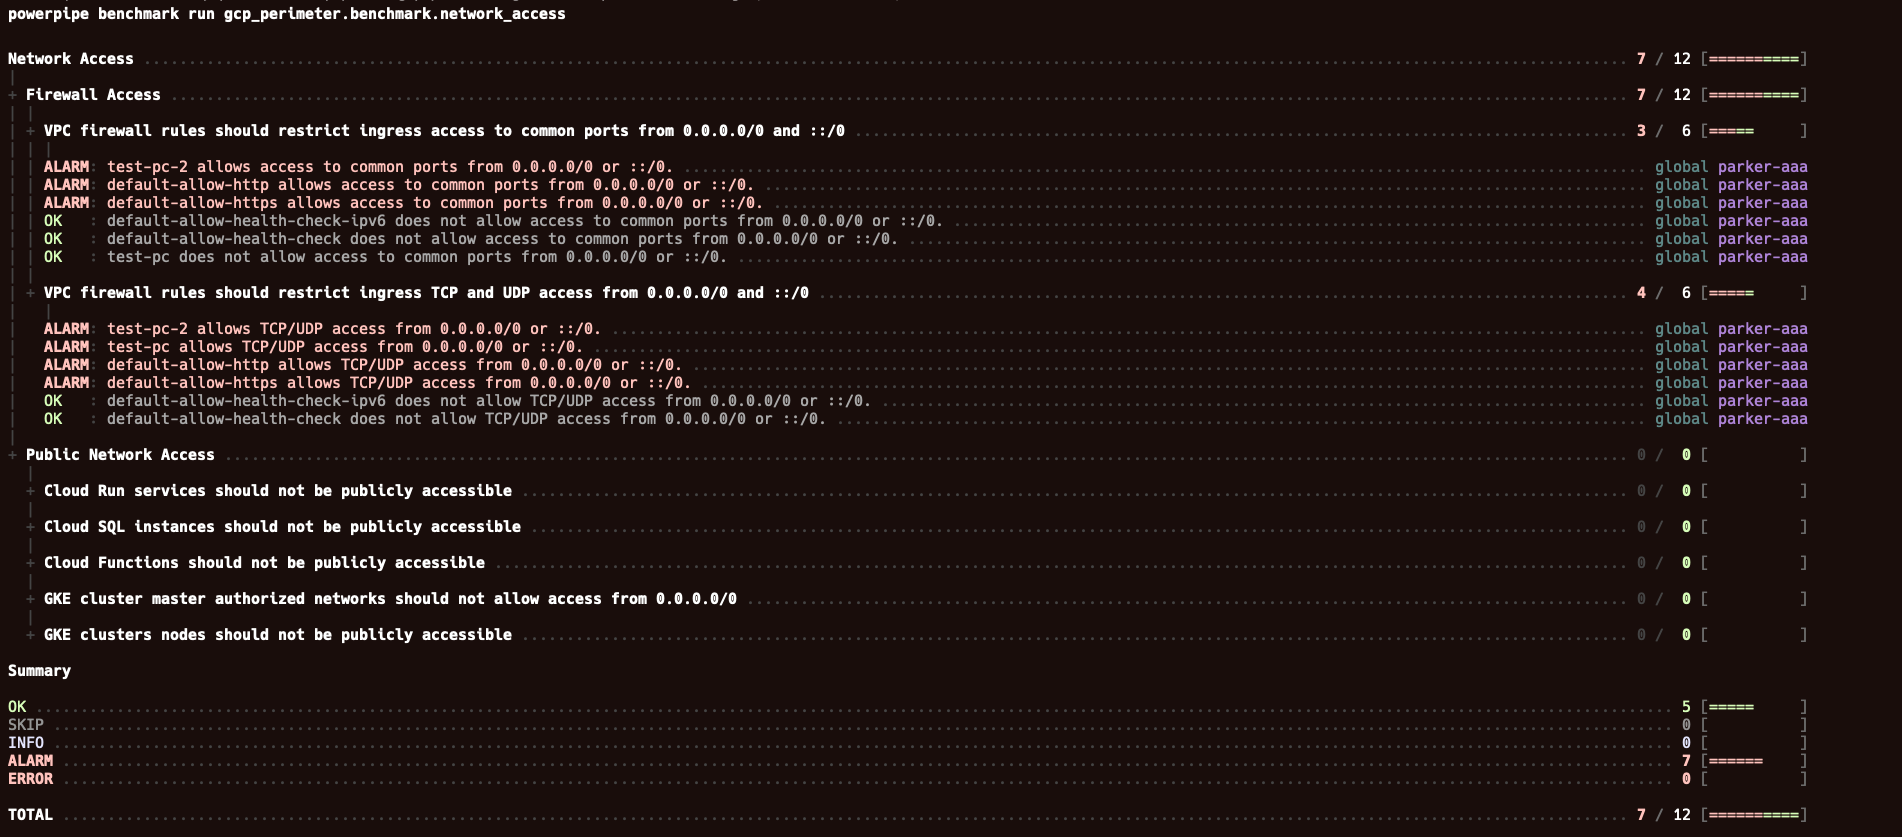 powerpipe benchmark run gcp_perimeter.benchmark.network_access
Network Access ........ 7 / 12 [==========]
+ Firewall Access ........ 7 / 12 [==========]
+ VPC firewall rules should restrict ingress access to common ports from 0.0.0.0/0 and ::/0 ........ 3 / 6 [=====     ]
ALARM: test-pc-2 allows access to common ports from 0.0.0.0/0 or ::/0. ........ global parker-aaa
ALARM: default-allow-http allows access to common ports from 0.0.0.0/0 or ::/0. ........ global parker-aaa
ALARM: default-allow-https allows access to common ports from 0.0.0.0/0 or ::/0. ........ global parker-aaa
OK   : default-allow-health-check-ipv6 does not allow access to common ports from 0.0.0.0/0 or ::/0. ........ global parker-aaa
OK   : default-allow-health-check does not allow access to common ports from 0.0.0.0/0 or ::/0. ........ global parker-aaa
OK   : test-pc does not allow access to common ports from 0.0.0.0/0 or ::/0. ........ global parker-aaa
+ VPC firewall rules should restrict ingress TCP and UDP access from 0.0.0.0/0 and ::/0 ........ 4 / 6 [=====     ]
ALARM: test-pc-2 allows TCP/UDP access from 0.0.0.0/0 or ::/0. ........ global parker-aaa
ALARM: test-pc allows TCP/UDP access from 0.0.0.0/0 or ::/0. ........ global parker-aaa
ALARM: default-allow-http allows TCP/UDP access from 0.0.0.0/0 or ::/0. ........ global parker-aaa
ALARM: default-allow-https allows TCP/UDP access from 0.0.0.0/0 or ::/0. ........ global parker-aaa
OK   : default-allow-health-check-ipv6 does not allow TCP/UDP access from 0.0.0.0/0 or ::/0. ........ global parker-aaa
OK   : default-allow-health-check does not allow TCP/UDP access from 0.0.0.0/0 or ::/0. ........ global parker-aaa
+ Public Network Access ........ 0 / 0 [          ]
+ Cloud Run services should not be publicly accessible ........ 0 / 0 [          ]
+ Cloud SQL instances should not be publicly accessible ........ 0 / 0 [          ]
+ Cloud Functions should not be publicly accessible ........ 0 / 0 [          ]
+ GKE cluster master authorized networks should not allow access from 0.0.0.0/0 ........ 0 / 0 [          ]
+ GKE clusters nodes should not be publicly accessible ........ 0 / 0 [          ]
Summary
OK ........ 5 [=====     ]
SKIP ........ 0 [          ]
INFO ........ 0 [          ]
ALARM ........ 7 [======    ]
ERROR ........ 0 [          ]
TOTAL ........ 7 / 12 [==========]